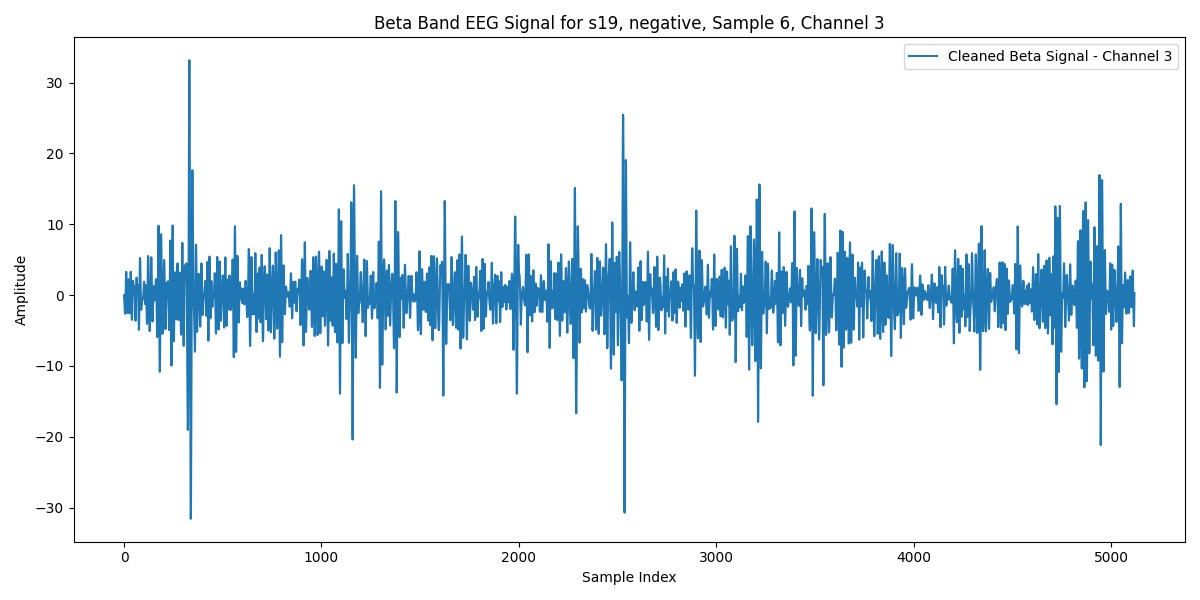 Beta Band EEG Signal for s19, negative, Sample 6, Channel 3
Cleaned Beta Signal - Channel 3
Amplitude
30
20
10
0
−10
−20
−30
0 1000 2000 3000 4000 5000
Sample Index